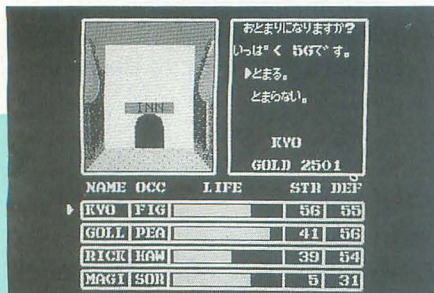 INN
おとまりになりますか?
いっぱく 5Gです。
▶とまる。
とまらない。
KYO
GOLD 2501
NAME OCC LIFE STR DEF
KYO FIG 56 55
GOLL PEA 41 56
RICK HAW 39 54
MAGI SOR 5 31